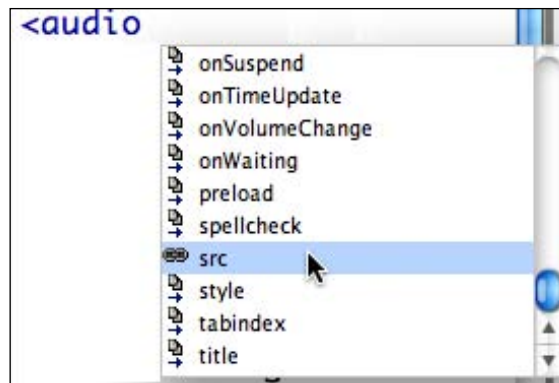 <audio
onSuspend
onTimeUpdate
onVolumeChange
onWaiting
preload
spellcheck
src
style
tabindex
title